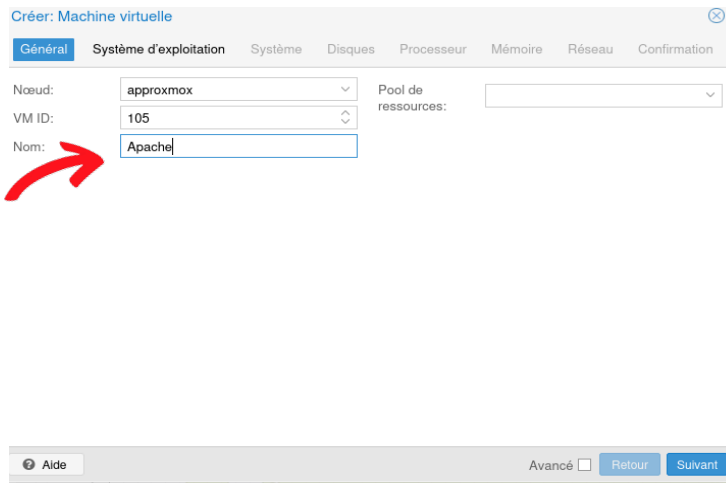 Créer: Machine virtuelle
Général Système d'exploitation Système Disques Processeur Mémoire Réseau Confirmation
Nœud: approxmox Pool de ressources:
VM ID: 105
Nom: Apache
Aide Avancé Retour Suivant